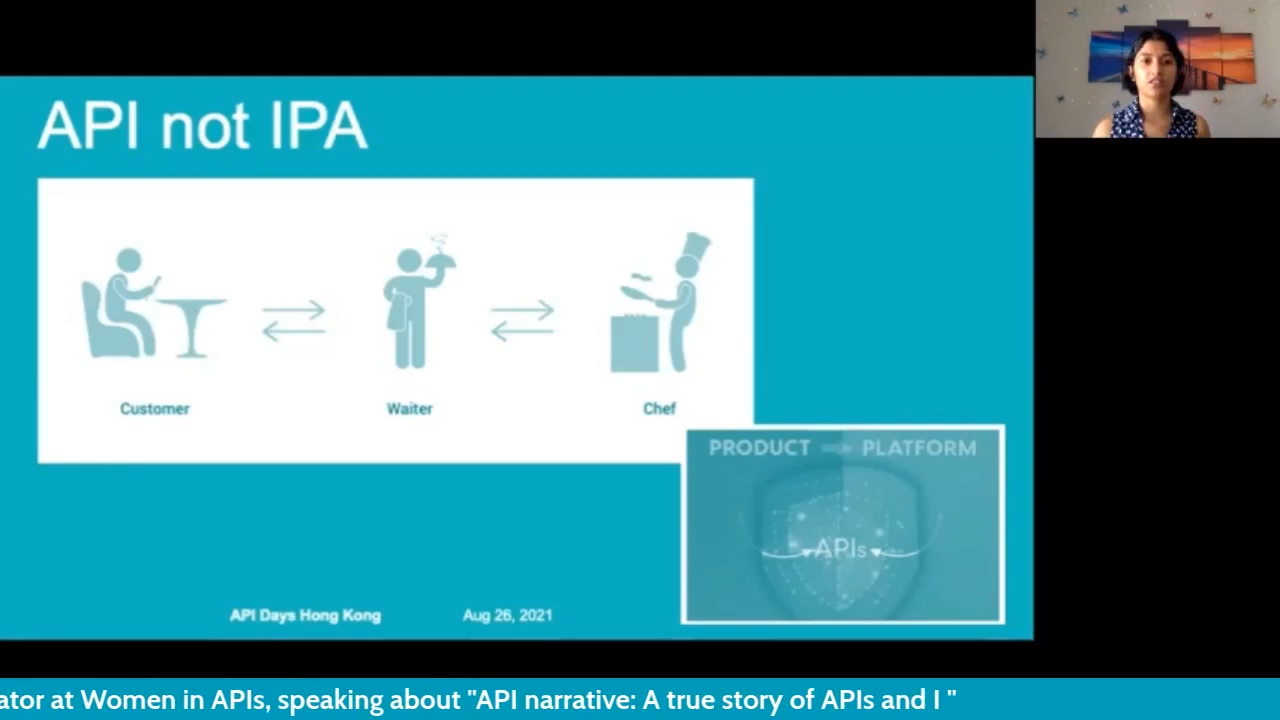 API not IPA
Customer
Waiter
Chef
PRODUCT PLATFORM
APIs
API Days Hong Kong
Aug 26, 2021
ator at Women in APIs, speaking about "API narrative: A true story of APIs and I "